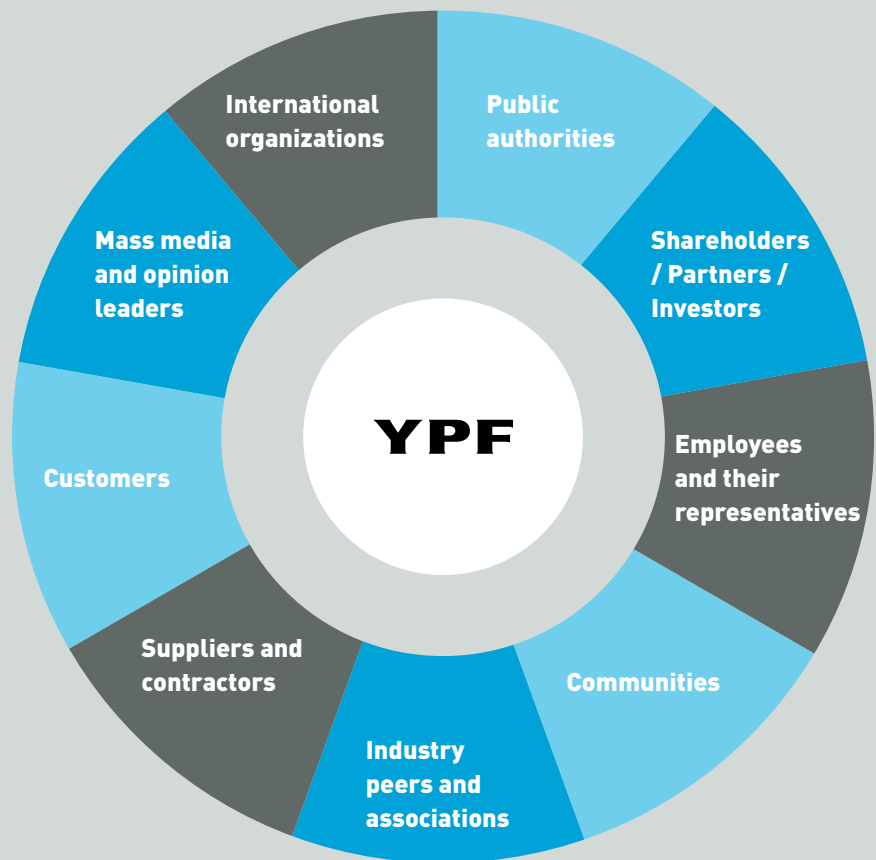 International
organizations
Public
authorities
Mass media
and opinion
leaders
Shareholders
/ Partners /
Investors
YPF
Employees
and their
representatives
Customers
Suppliers and
contractors
Communities
Industry
peers and
associations